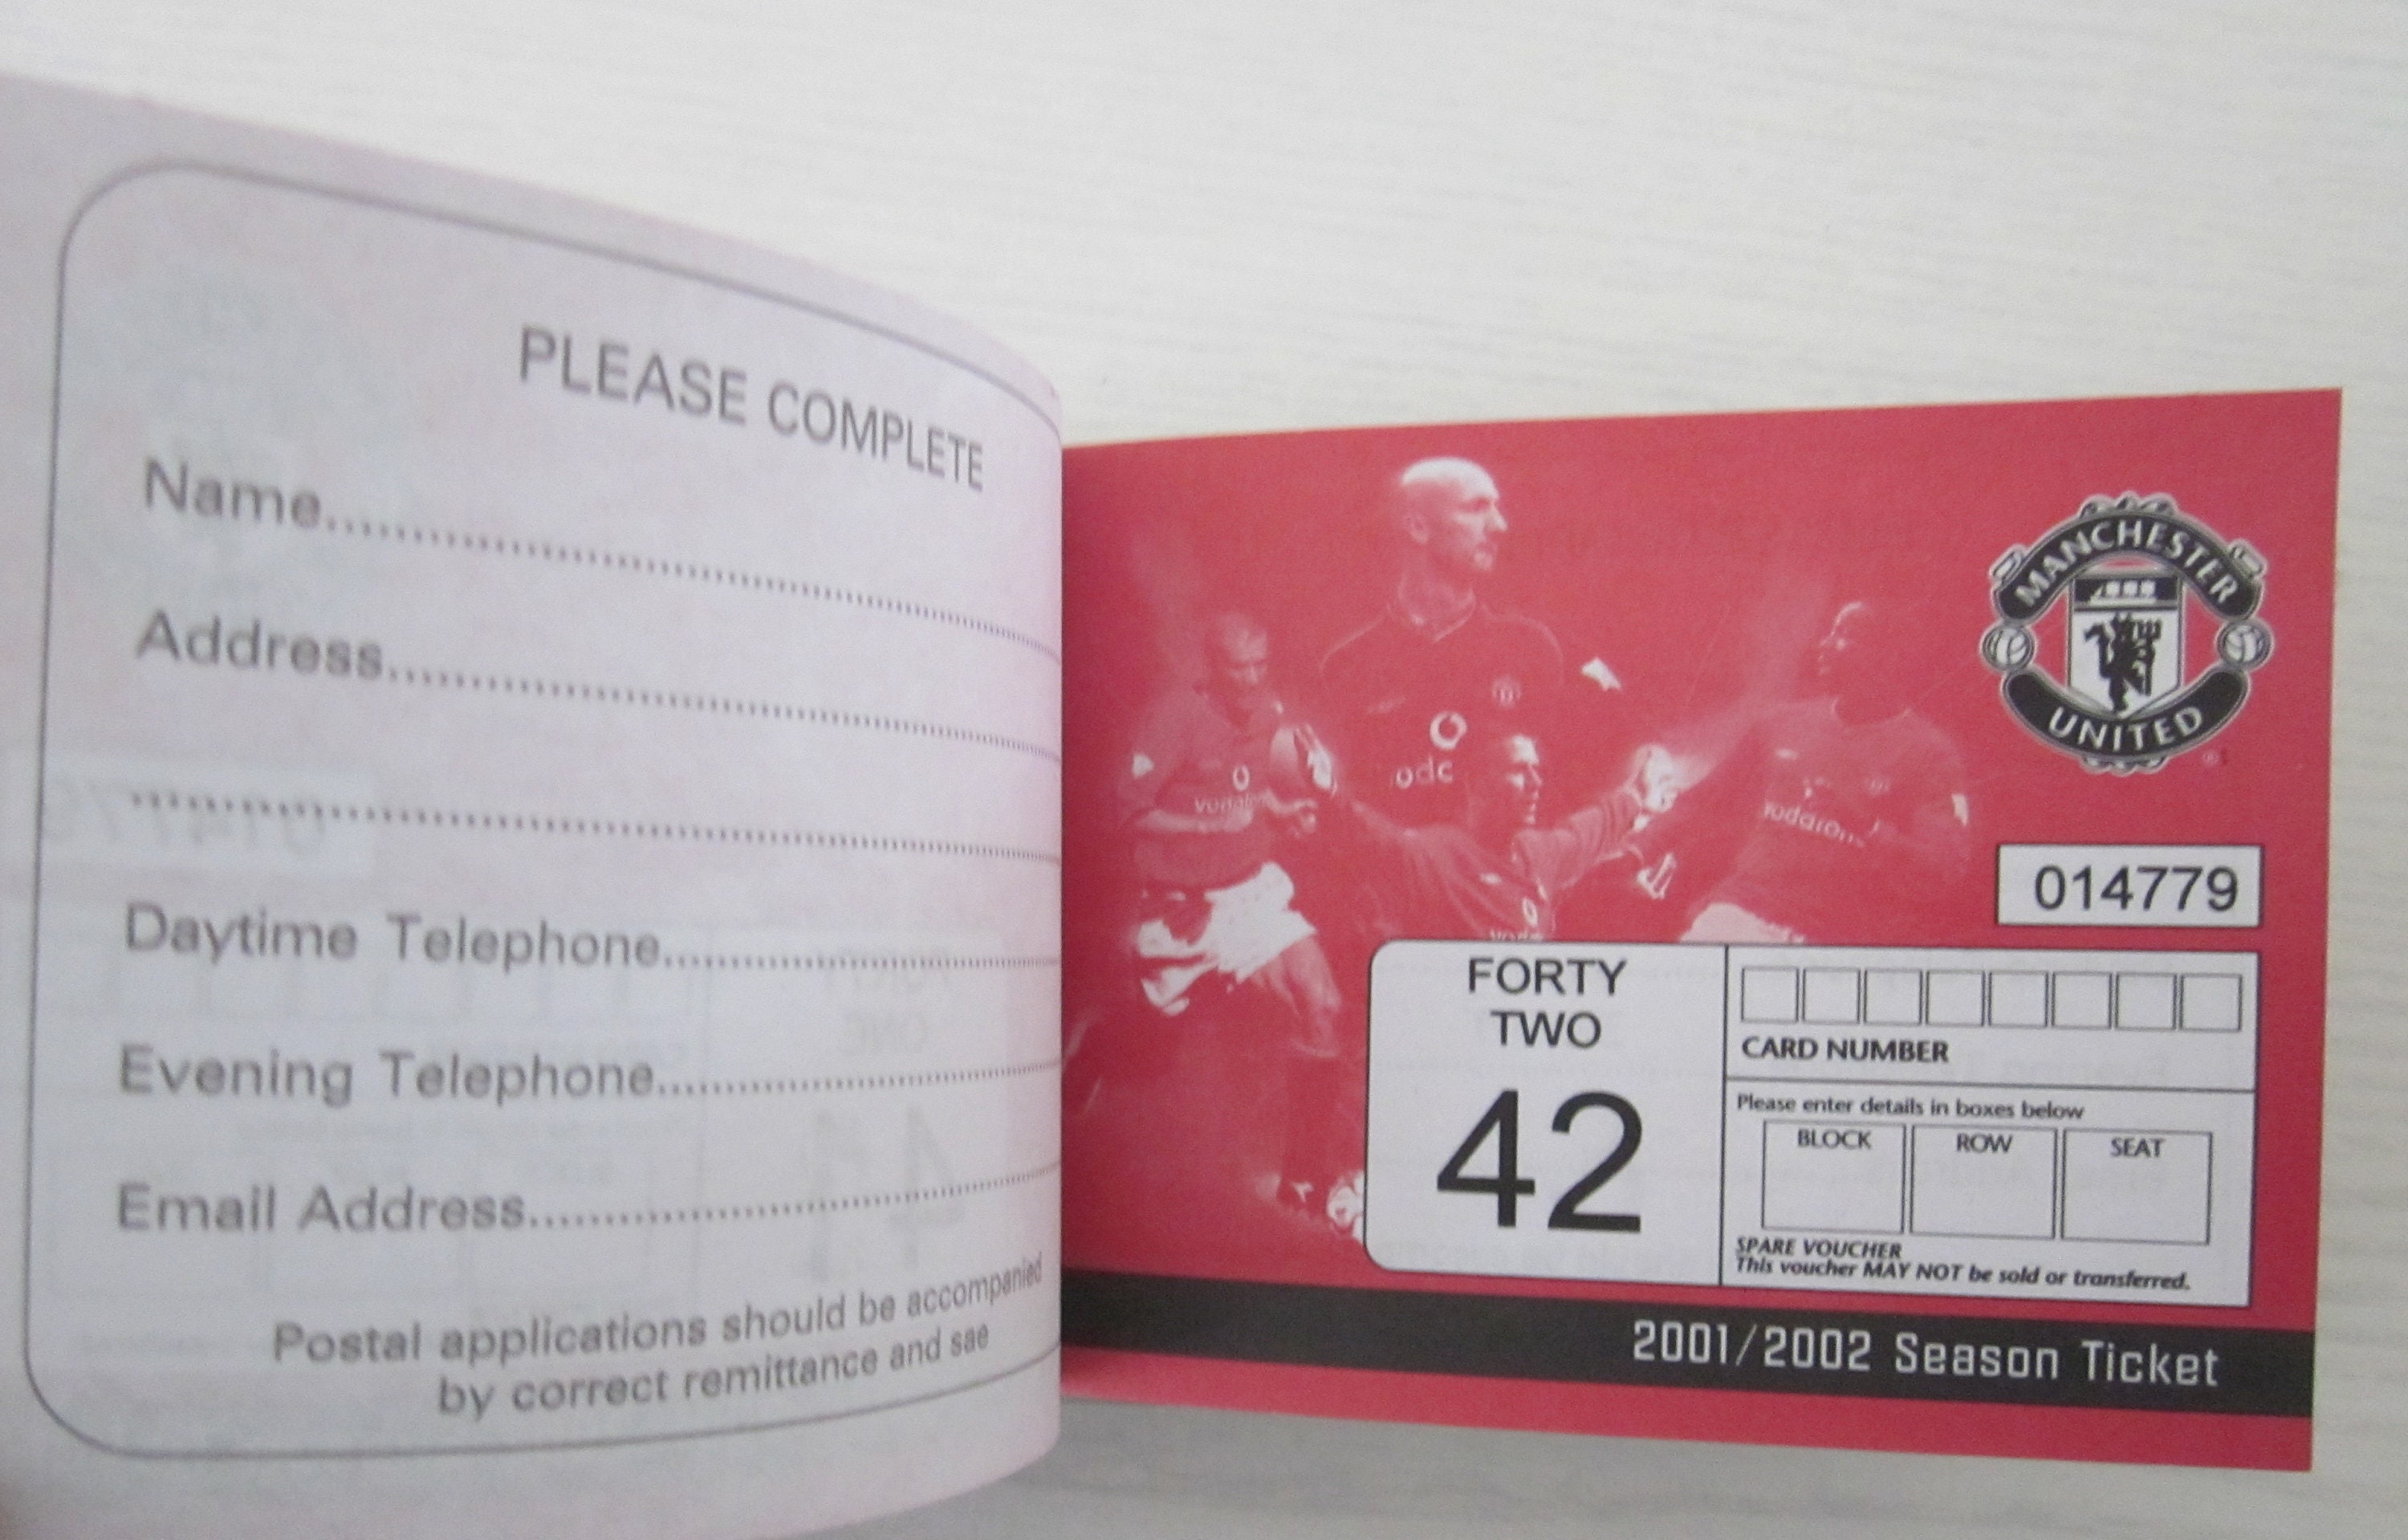 PLEASE COMPLETE
Name
Address
Daytime Telephone
Evening Telephone
Email Address
Postal applications should be accompanied
by correct remittance and sae
MANCHESTER
UNITED
vodafone
014779
FORTY
TWO
42
CARD NUMBER
Please enter details in boxes below
BLOCK ROW SEAT
SPARE VOUCHER
This voucher MAY NOT be sold or transferred.
2001/2002 Season Ticket